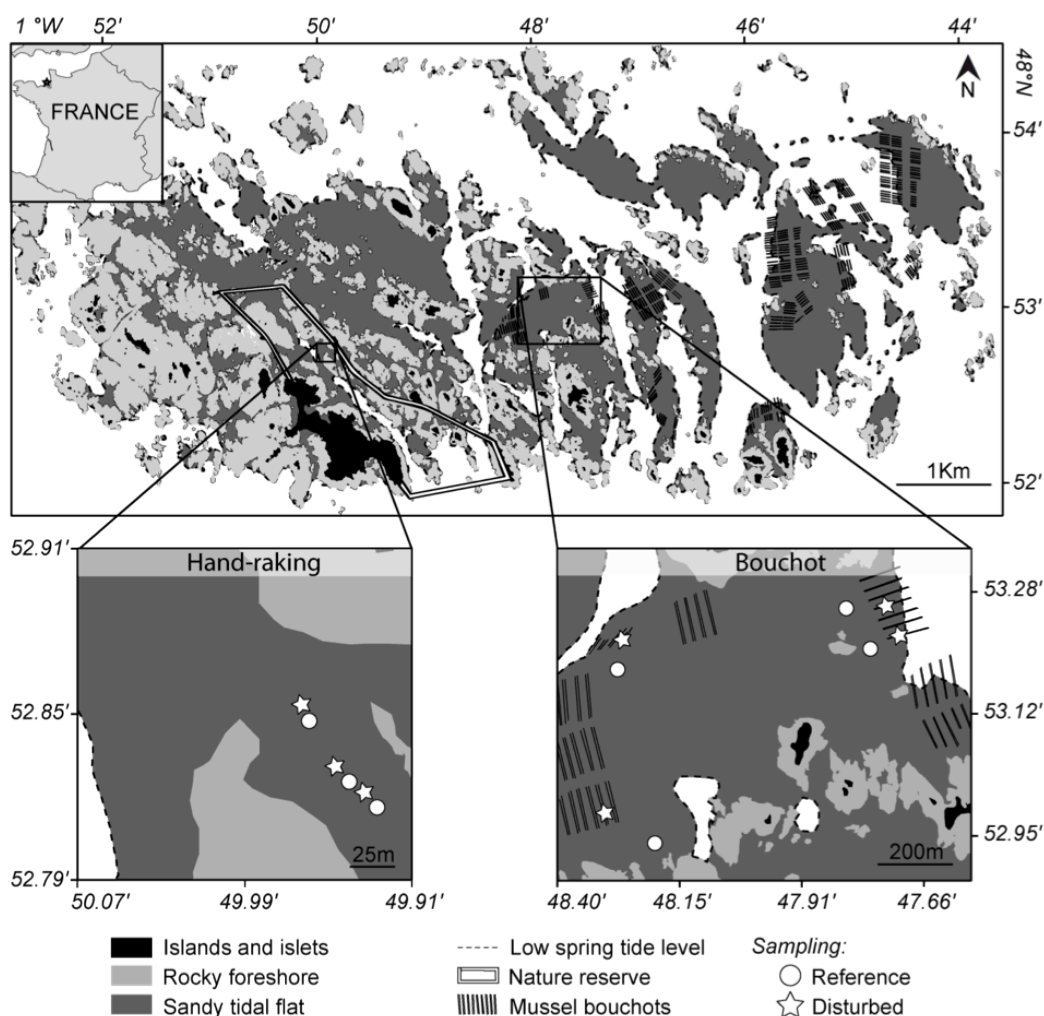 1 °W 52′ 50′ 48′ 46′ 44′
48°N
FRANCE
N
54′
53′
52′
1Km
52.91′
Hand-raking
Bouchot
53.28′
52.85′
53.12′
25m
200m
52.95′
52.79′
50.07′ 49.99′ 49.91′
48.40′ 48.15′ 47.91′ 47.66′
Islands and islets
Rocky foreshore
Sandy tidal flat
Low spring tide level
Nature reserve
Mussel bouchots
Sampling:
Reference
Disturbed